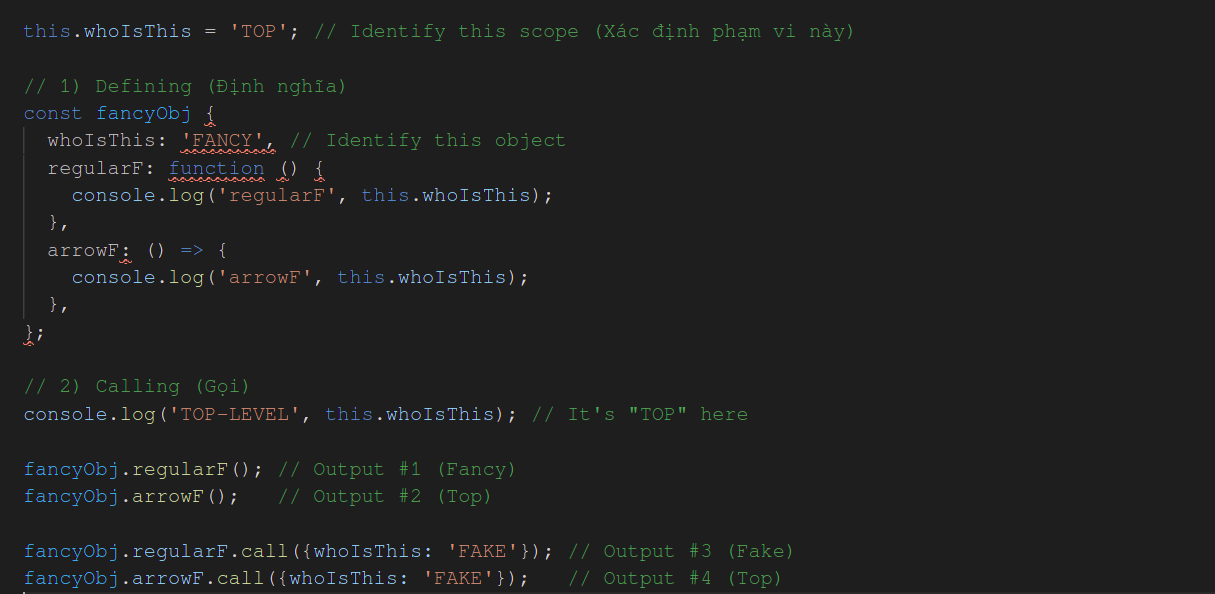 this.whoIsThis = 'TOP'; // Identify this scope (Xác định phạm vi này)
// 1) Defining (Định nghĩa)
const fancyObj {
whoIsThis: 'FANCY', // Identify this object
regularF: function () {
console.log('regularF', this.whoIsThis);
},
arrowF: () => {
console.log('arrowF', this.whoIsThis);
},
};
// 2) Calling (Gọi)
console.log('TOP-LEVEL', this.whoIsThis); // It's "TOP" here
fancyObj.regularF(); // Output #1 (Fancy)
fancyObj.arrowF();   // Output #2 (Top)
fancyObj.regularF.call({whoIsThis: 'FAKE'}); // Output #3 (Fake)
fancyObj.arrowF.call({whoIsThis: 'FAKE'});   // Output #4 (Top)